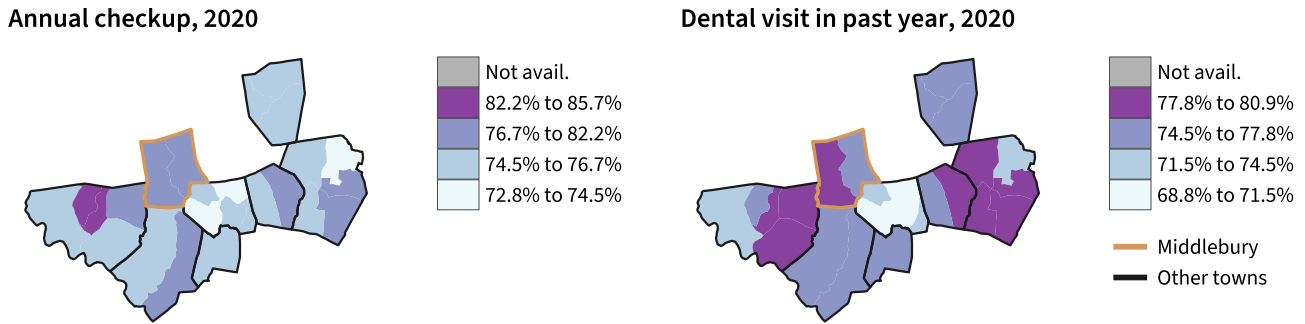 Annual checkup, 2020
Not avail.
82.2% to 85.7%
76.7% to 82.2%
74.5% to 76.7%
72.8% to 74.5%
Dental visit in past year, 2020
Not avail.
77.8% to 80.9%
74.5% to 77.8%
71.5% to 74.5%
68.8% to 71.5%
Middlebury
Other towns